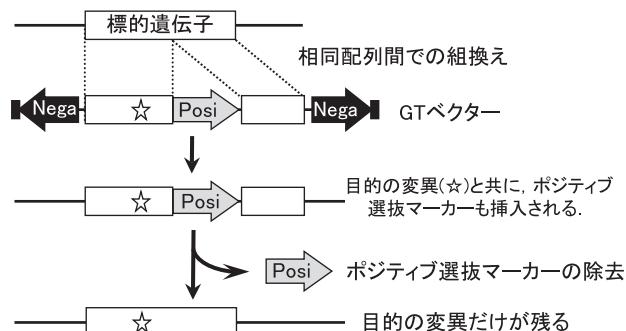 標的遺伝子
相同配列間での組換え
Nega ☆ Posi Nega GTベクター
☆ Posi 目的の変異(☆)と共に, ポジティブ
選抜マーカーも挿入される.
Posi ポジティブ選抜マーカーの除去
☆ 目的の変異だけが残る